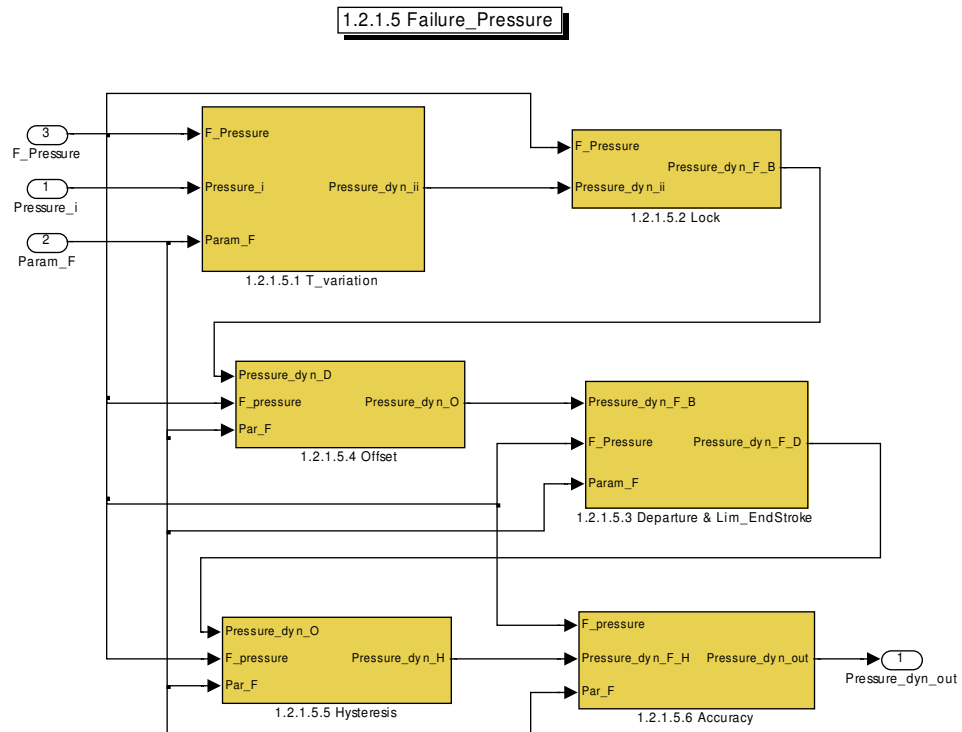 1.2.1.5 Failure_Pressure
3
F_Pressure
1
Pressure_i
2
Param_F
F_Pressure
Pressure_i
Pressure_dyn_ii
Param_F
1.2.1.5.1 T_variation
F_Pressure
Pressure_dyn_F_B
Pressure_dyn_ii
1.2.1.5.2 Lock
Pressure_dyn_D
F_pressure
Pressure_dyn_O
Par_F
1.2.1.5.4 Offset
Pressure_dyn_F_B
F_Pressure
Pressure_dyn_F_D
Param_F
1.2.1.5.3 Departure & Lim_EndStroke
Pressure_dyn_O
F_pressure
Pressure_dyn_H
Par_F
1.2.1.5.5 Hysteresis
F_pressure
Pressure_dyn_F_H
Pressure_dyn_out
Par_F
1.2.1.5.6 Accuracy
1
Pressure_dyn_out